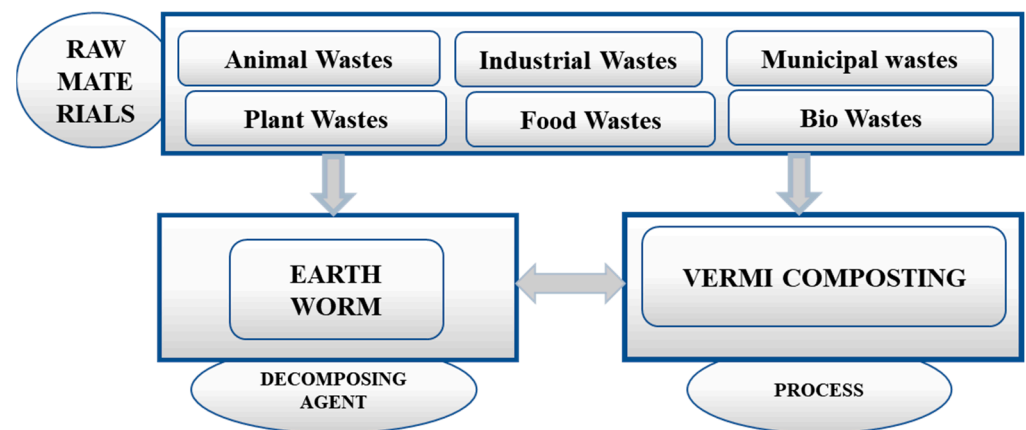 RAW
MATE
RIALS
Animal Wastes
Industrial Wastes
Municipal wastes
Plant Wastes
Food Wastes
Bio Wastes
EARTH
WORM
VERMI COMPOSTING
DECOMPOSING
AGENT
PROCESS